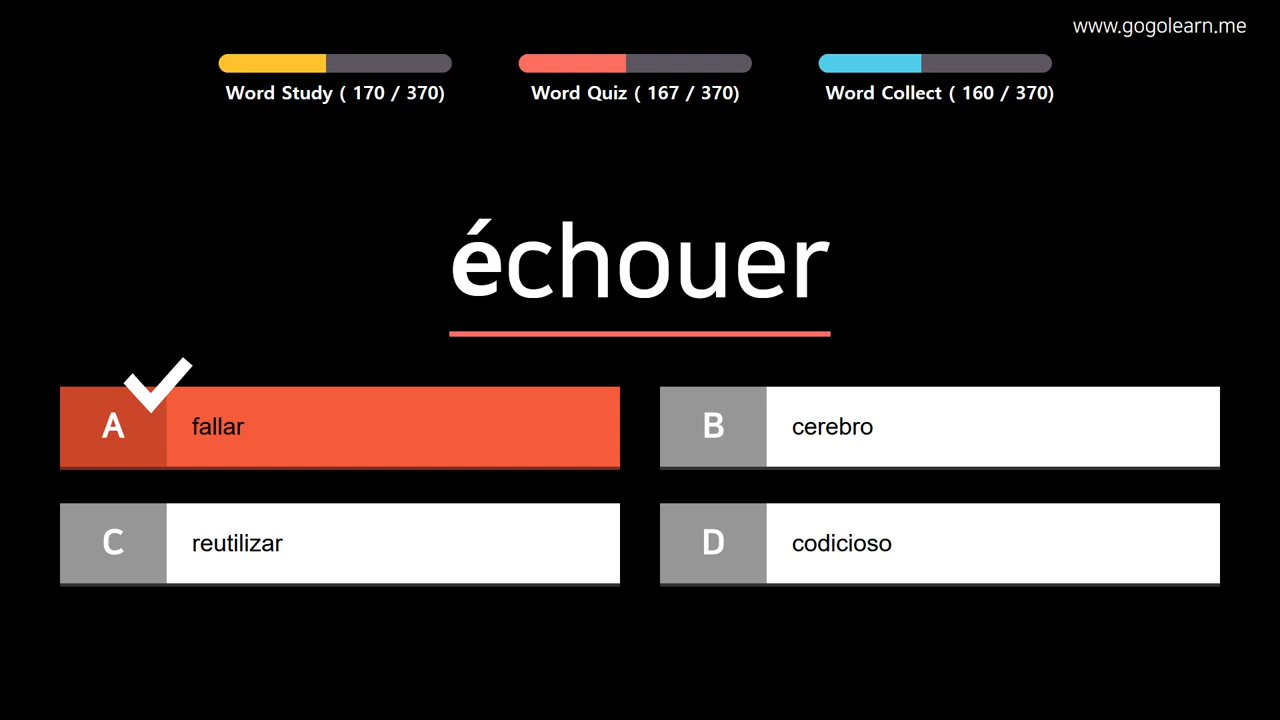 www.gogolearn.me
Word Study ( 170 / 370)
Word Quiz ( 167 / 370)
Word Collect ( 160 / 370)
échouer
A fallar
B cerebro
C reutilizar
D codicioso